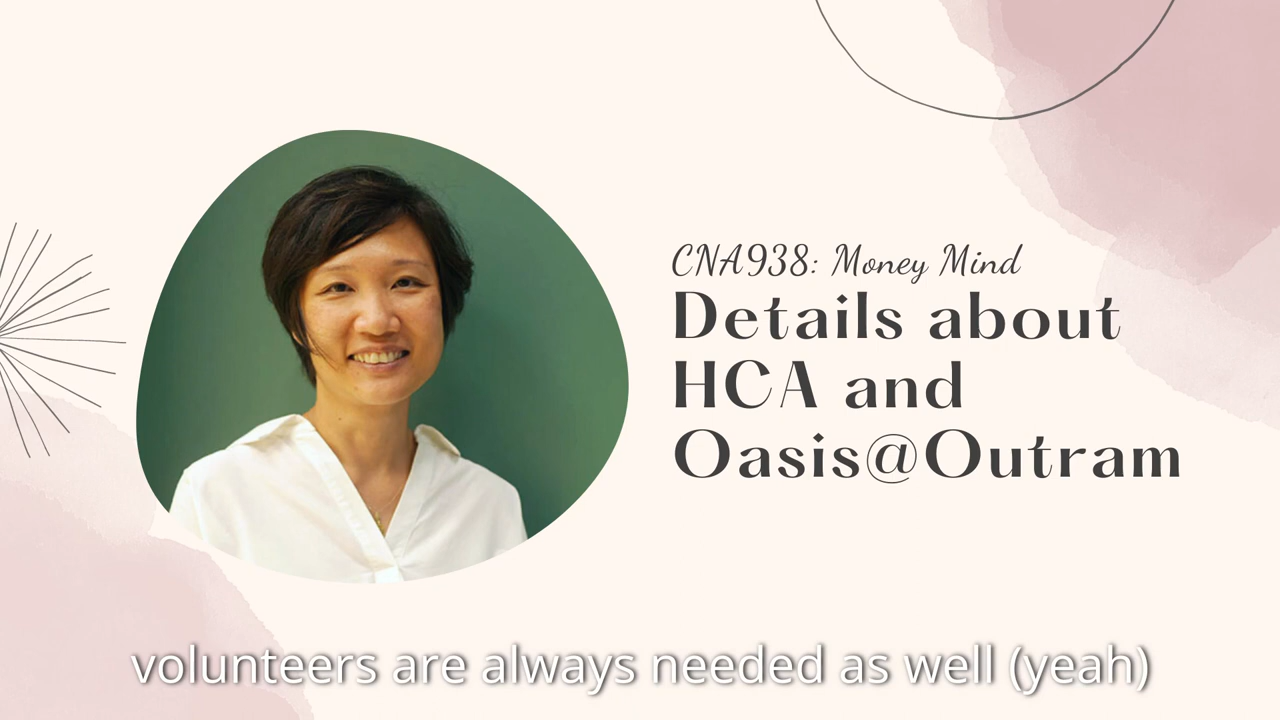 CNA938: Money Mind
Details about
HCA and
Oasis@Outram
volunteers are always needed as well (yeah)